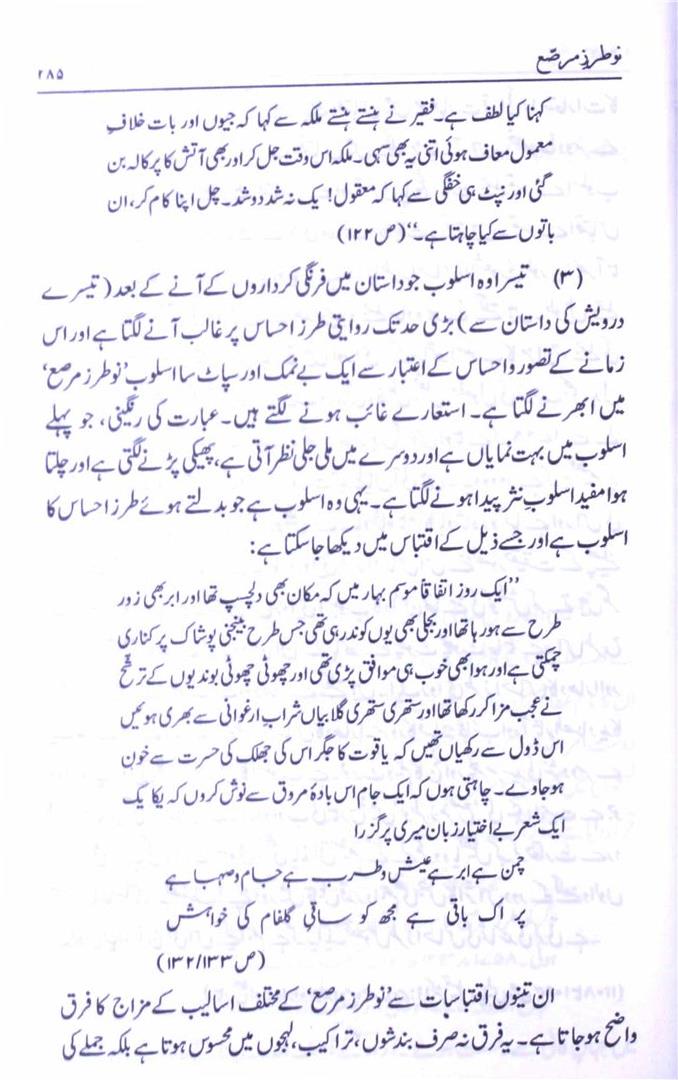 نوطرزِ مرصّع
۲۸۵
کہنا کیا لطف ہے۔ فقیر نے ہنستے ہنستے ملکہ سے کہا کہ جیوں اور بات خلافِ
معمول معاف ہوئی اتنی یہ بھی سہی۔ ملکہ اس وقت جل کر اور بھی آتش کا پرکالہ بن
گئی اور نپٹ ہی خفگی سے کہا کہ معقول! یک نہ شد دو شد۔ چل اپنا کام کر، ان
باتوں سے کیا چاہتا ہے۔‘‘ (ص ۱۲۲)
(۳) تیسرا وہ اسلوب جو داستان میں فرنگی کرداروں کے آنے کے بعد (تیسرے
درویش کی داستان سے) بڑی حد تک روایتی طرزِ احساس پر غالب آنے لگتا ہے اور اس
زمانے کے تصور و احساس کے اعتبار سے ایک بے نمک اور سپاٹ سا اسلوب ’نوطرز مرصع‘
میں ابھرنے لگتا ہے۔ استعارے غائب ہونے لگتے ہیں۔ عبارت کی رنگینی، جو پہلے
اسلوب میں بہت نمایاں ہے اور دوسرے میں ملی جلی نظر آتی ہے، پھیکی پڑنے لگتی ہے اور چلتا
ہوا مفید اسلوبِ نثر پیدا ہونے لگتا ہے۔ یہی وہ اسلوب ہے جو بدلتے ہوئے طرزِ احساس کا
اسلوب ہے اور جسے ذیل کے اقتباس میں دیکھا جا سکتا ہے:
’’ایک روز اتفاقاً موسم بہار میں کہ مکان بھی دلچسپ تھا اور ابر بھی زور
طرح سے ہو رہا تھا اور بجلی بھی یوں کوندرہی تھی جس طرح بینجنی پوشاک پر کناری
چمکتی ہے اور ہوا بھی خوب ہی موافق پڑی تھی اور چھوٹی چھوٹی بوندیوں کے ترشح
نے عجب مزا کر رکھا تھا اور ستھری ستھری گلابیاں شراب ارغوانی سے بھری ہوئیں
اس ڈول سے رکھیاں تھیں کہ یاقوت کا جگر اس کی جھلک کی حسرت سے خون
ہو جاوے۔ چاہتی ہوں کہ ایک جام اس بادۂ مروق سے نوش کروں کہ یکا یک
ایک شعر بے اختیار زبان میری پر گزرا
چمن ہے ابر ہے عیش و طرب ہے جام و صہبا ہے
پر اک باقی ہے مجھ کو ساقیِ گلفام کی خواہش
(ص ۱۳۲/۱۳۳)
ان تینوں اقتباسات سے ’نوطرز مرصع‘ کے مختلف اسالیب کے مزاج کا فرق
واضح ہو جاتا ہے۔ یہ فرق نہ صرف بندشوں، تراکیب، لہجوں میں محسوس ہوتا ہے بلکہ جملے کی